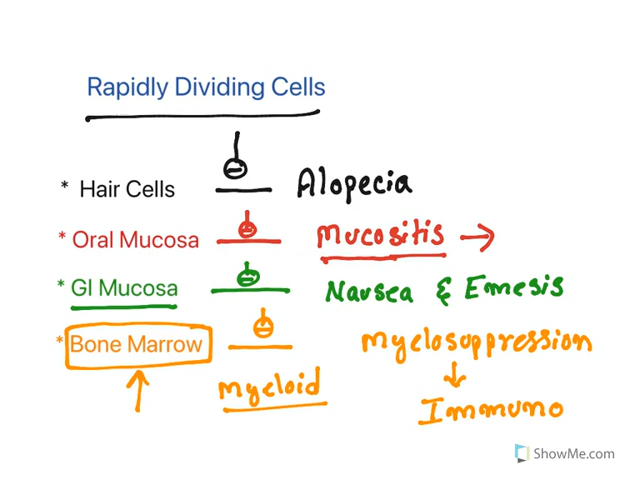 Rapidly Dividing Cells
* Hair Cells Alopecia
* Oral Mucosa Mucositis →
* GI Mucosa Nausea & Emesis
* Bone Marrow Myelosuppression
Myeloid Immuno
ShowMe.com